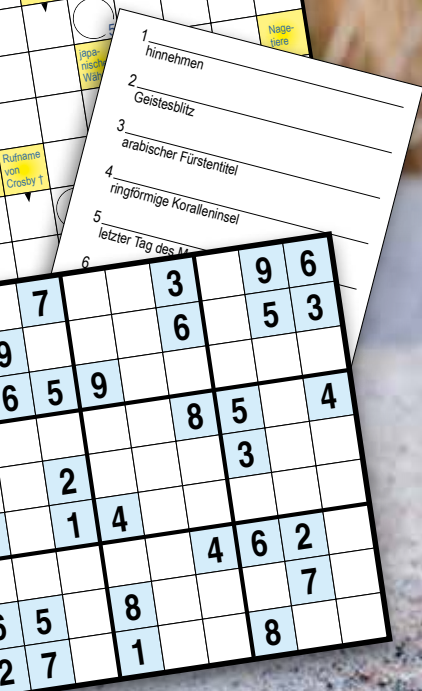 5
japa-
nische
Nage-
tiere
Rufname
von
Crosby †
1
hinnehmen
2
Geistesblitz
3
arabischer Fürstentitel
4
ringförmige Koralleninsel
5
letzter Tag des
6
7 3 9 6
9 6 5 3
6 5 9
8 5 4
2 3
1 4
4 6 2
6 5 8 7
2 7 1 8